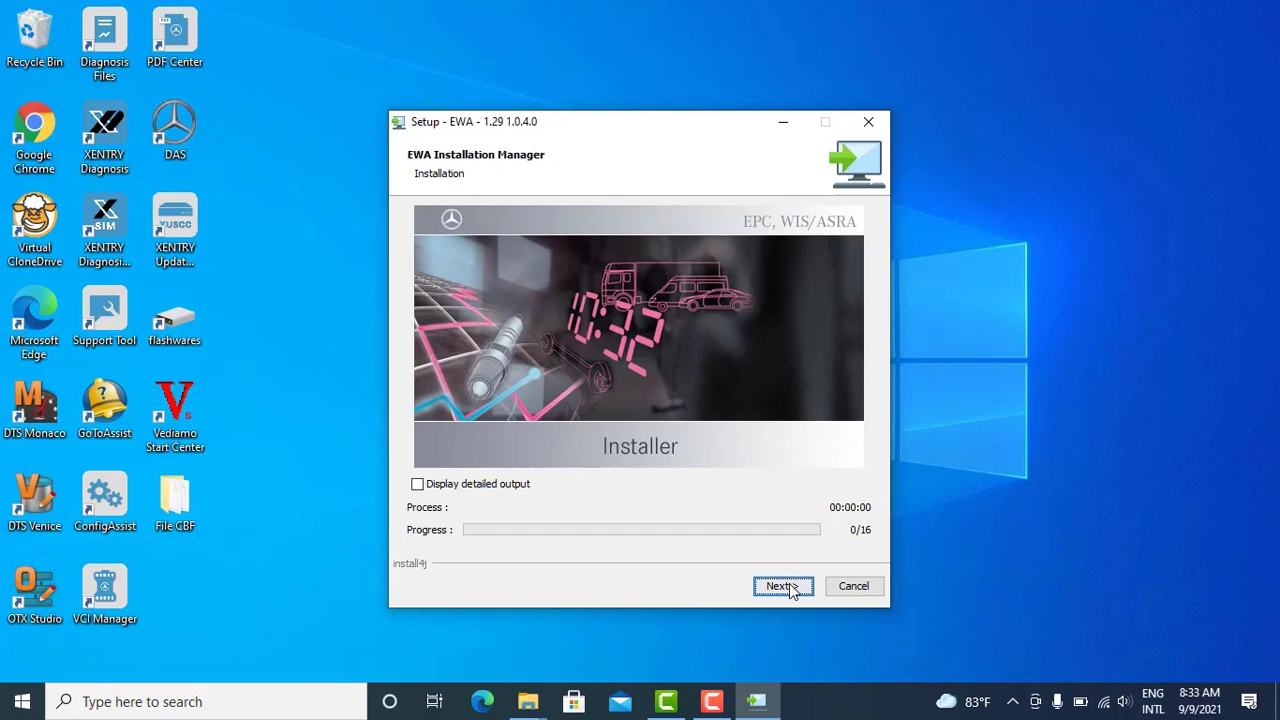 Recycle Bin
Diagnosis
Files
PDF Center
Google
Chrome
XENTRY
Diagnosis
DAS
Virtual
CloneDrive
SIM
XENTRY
Diagnosi...
XUSCC
XENTRY
Updat...
Microsoft
Edge
Support Tool
flashwares
DTS Monaco
GoToAssist
Vediamo
Start Center
DTS Venice
ConfigAssist
File CBF
OTX Studio
VCI Manager
Setup - EWA - 1.29 1.0.4.0
EWA Installation Manager
Installation
EPC, WIS/ASRA
Installer
Display detailed output
Process :
00:00:00
Progress :
0/16
install4j
Next >
Cancel
Type here to search
83°F
ENG
INTL
8:33 AM
9/9/2021